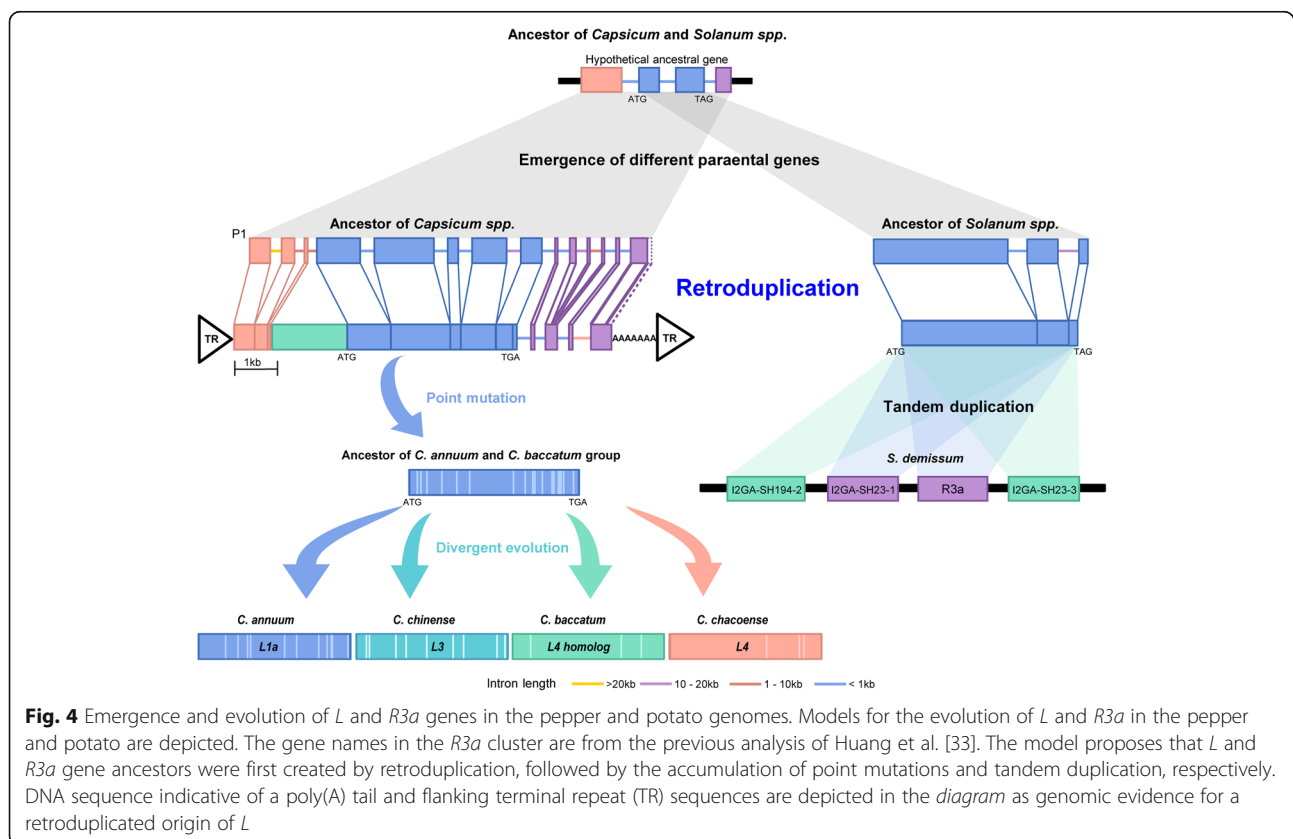 Ancestor of Capsicum and Solanum spp.
Hypothetical ancestral gene
ATG
TAG
Emergence of different paraental genes
Ancestor of Capsicum spp.
Ancestor of Solanum spp.
P1
Retroduplication
TR
AAAAAAA
TR
ATG
TGA
1kb
ATG
TAG
Point mutation
Tandem duplication
Ancestor of C. annuum and C. baccatum group
S. demissum
I2GA-SH194-2
I2GA-SH23-1
R3a
I2GA-SH23-3
ATG
TGA
Divergent evolution
C. annuum
C. chinense
C. baccatum
C. chacoense
L1a
L3
L4 homolog
L4
Intron length >20kb 10 - 20kb 1 - 10kb < 1kb
Fig. 4 Emergence and evolution of L and R3a genes in the pepper and potato genomes. Models for the evolution of L and R3a in the pepper
and potato are depicted. The gene names in the R3a cluster are from the previous analysis of Huang et al. [33]. The model proposes that L and
R3a gene ancestors were first created by retroduplication, followed by the accumulation of point mutations and tandem duplication, respectively.
DNA sequence indicative of a poly(A) tail and flanking terminal repeat (TR) sequences are depicted in the diagram as genomic evidence for a
retroduplicated origin of L